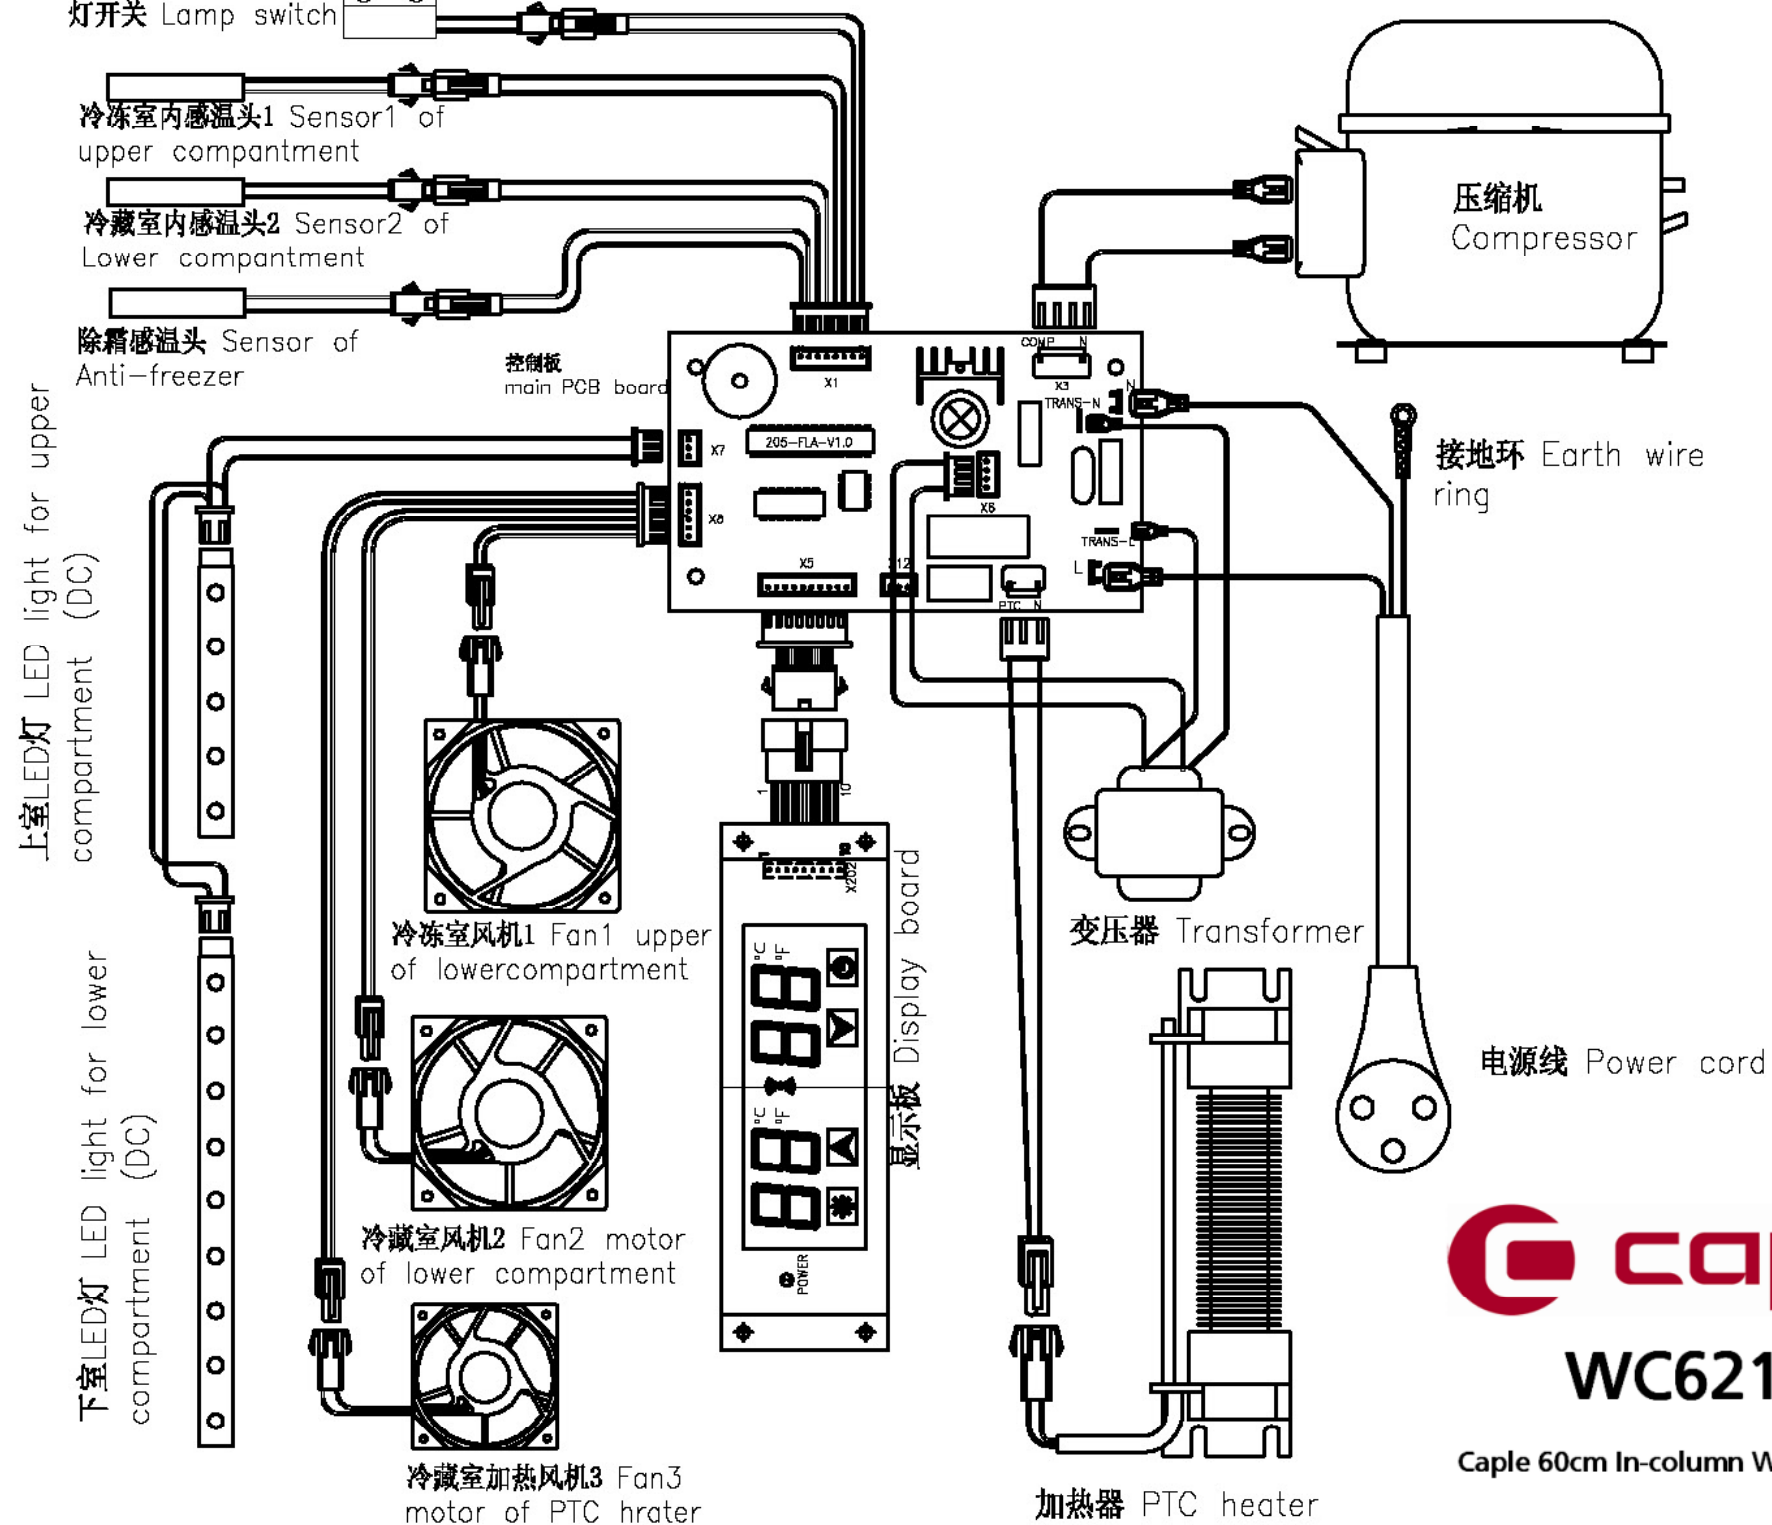 灯开关 Lamp switch
冷冻室内感温头1 Sensor1 of
upper compantment
冷藏室内感温头2 Sensor2 of
Lower compantment
除霜感温头 Sensor of
Anti-freezer
控制板
main PCB board
X1
COMP N
X3
N
TRANS-N
205-FLA-V1.0
X7
X8
X6
X5
X12
TRANS-L
L
PTC N
压缩机
Compressor
接地环 Earth wire
ring
上室LED灯 LED light for upper
compartment (DC)
下室LED灯 LED light for lower
compartment (DC)
冷冻室风机1 Fan1 upper
of lowercompartment
冷藏室风机2 Fan2 motor
of lower compartment
冷藏室加热风机3 Fan3
motor of PTC hrater
1 10
1 10
X202
°C °F
°C °F
POWER
显示板 Display board
变压器 Transformer
电源线 Power cord
加热器 PTC heater
cap
WC621
Caple 60cm In-column W